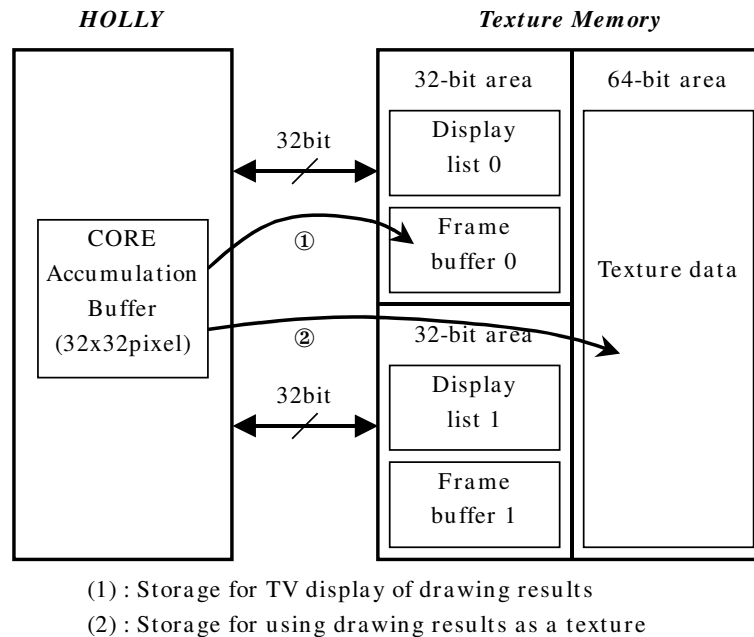 HOLLY
Texture Memory
32-bit area
64-bit area
32bit
Display
list 0
CORE
Accumulation
Buffer
(32x32pixel)
①
Frame
buffer 0
Texture data
②
32-bit area
32bit
Display
list 1
Frame
buffer 1
(1) : Storage for TV display of drawing results
(2) : Storage for using drawing results as a texture